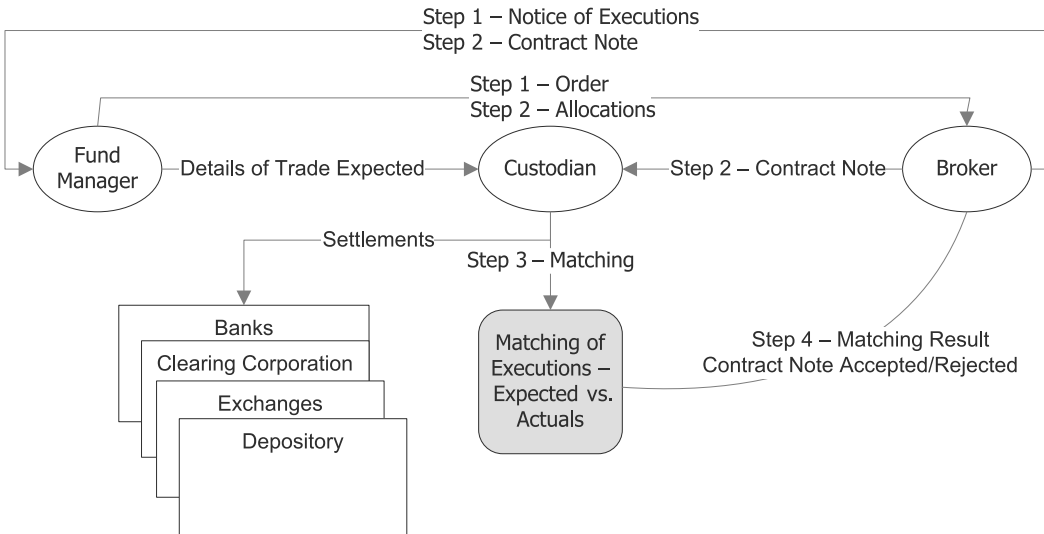 Step 1 – Notice of Executions
Step 2 – Contract Note
Step 1 – Order
Step 2 – Allocations
Fund
Manager
Details of Trade Expected
Custodian
Step 2 – Contract Note
Broker
Settlements
Step 3 – Matching
Banks
Clearing Corporation
Exchanges
Depository
Matching of
Executions –
Expected vs.
Actuals
Step 4 – Matching Result
Contract Note Accepted/Rejected